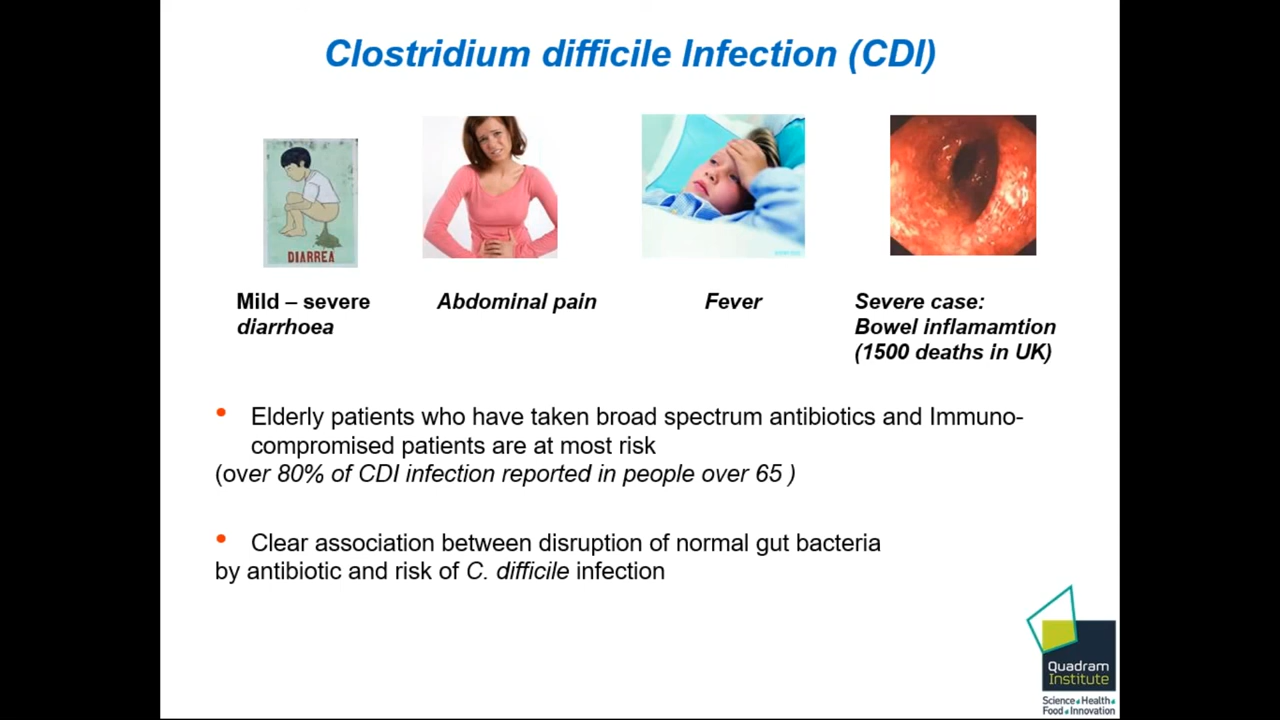 Clostridium difficile Infection (CDI)
DIARREA
Mild – severe
diarrhoea
Abdominal pain
Fever
Severe case:
Bowel inflamamtion
(1500 deaths in UK)
• Elderly patients who have taken broad spectrum antibiotics and Immuno-
compromised patients are at most risk
(over 80% of CDI infection reported in people over 65 )
• Clear association between disruption of normal gut bacteria
by antibiotic and risk of C. difficile infection
Quadram
Institute
Science Health
Food Innovation